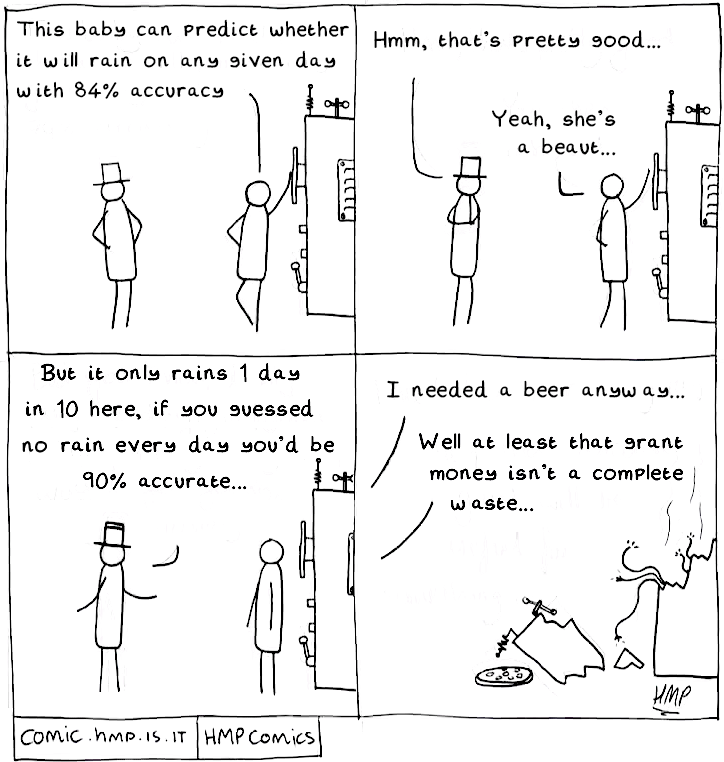 This baby can predict whether
it will rain on any given day
with 84% accuracy
Hmm, that's pretty good...
Yeah, she's
a beaut...
But it only rains 1 day
in 10 here, if you guessed
no rain every day you'd be
90% accurate...
I needed a beer anyway...
Well at least that grant
money isn't a complete
waste...
HMP
comic.hmp.is.it
HMP comics